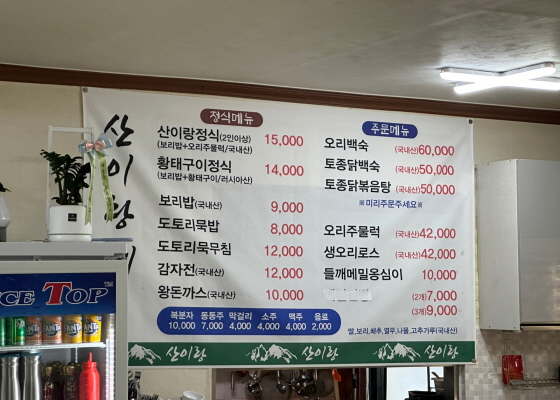 산이랑
정식메뉴
산이랑정식(2인이상) 15,000
(보리밥+오리주물럭/국내산)
황태구이정식 14,000
(보리밥+황태구이/러시아산)
보리밥(국내산) 9,000
도토리묵밥 8,000
도토리묵무침 12,000
감자전(국내산) 12,000
왕돈까스(국내산) 10,000
주문메뉴
오리백숙 (국내산)60,000
토종닭백숙 (국내산)50,000
토종닭볶음탕 (국내산)50,000
※미리주문주세요※
오리주물럭 (국내산)42,000
생오리로스 (국내산)42,000
들깨메밀옹심이 10,000
(2개)7,000
(3개)9,000
복분자 동동주 막걸리 소주 맥주 음료
10,000 7,000 4,000 4,000 4,000 2,000
쌀,보리,배추,열무,나물,고추가루(국내산)
산이랑 산이랑 산이랑
ICE TOP™